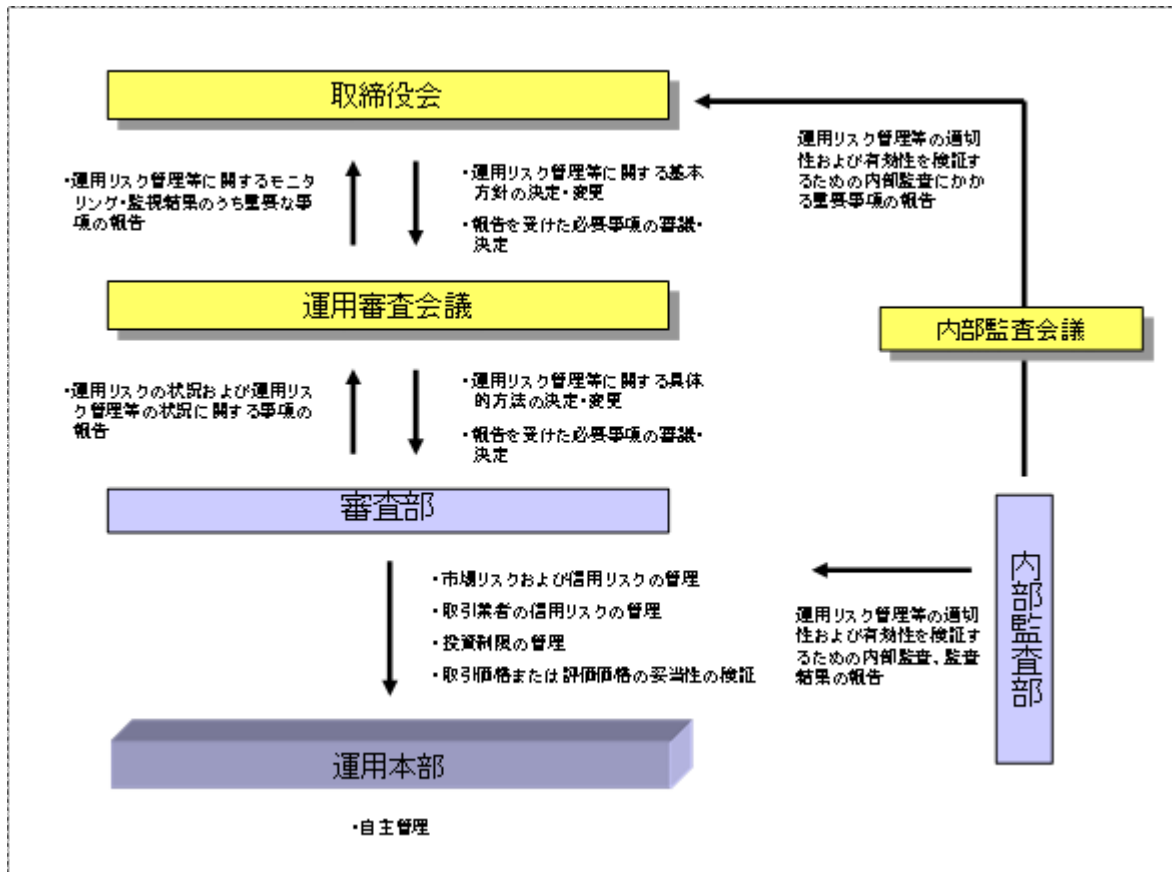 取締役会
・運用リスク管理等に関するモニタ
リング・監視結果のうち重要な事
項の報告
・運用リスク管理等に関する基本
方針の決定・変更
・報告を受けた必要事項の審議・
決定
運用リスク管理等の適切
性および有効性を検証す
るための内部監査にかか
る重要事項の報告
運用審査会議
内部監査会議
・運用リスクの状況および運用リス
ク管理等の状況に関する事項の
報告
・運用リスク管理等に関する具体
的方法の決定・変更
・報告を受けた必要事項の審議・
決定
審査部
・市場リスクおよび信用リスクの管理
・取引業者の信用リスクの管理
・投資制限の管理
・取引価格または評価価格の妥当性の検証
運用リスク管理等の適切
性および有効性を検証す
るための内部監査、監査
結果の報告
内部監査部
運用本部
・自主管理